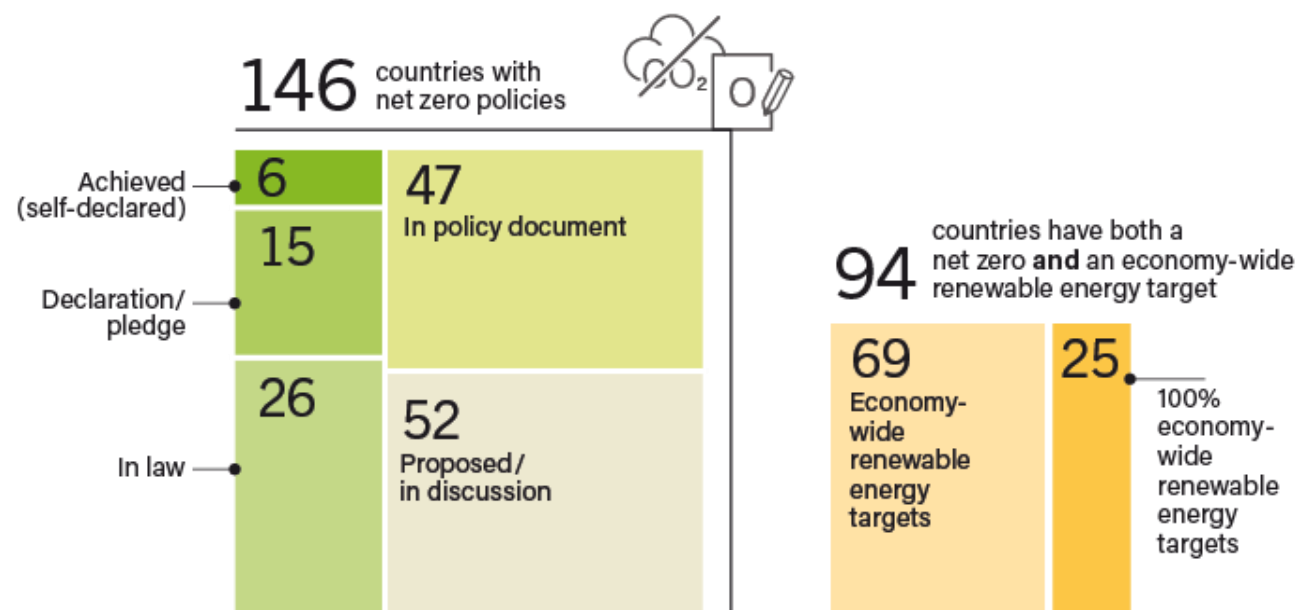 146
countries with
net zero policies
CO₂
0
Achieved
(self-declared)
6
Declaration/
pledge
15
In law
26
47
In policy document
52
Proposed/
in discussion
94
countries have both a
net zero and an economy-wide
renewable energy target
69
Economy-
wide
renewable
energy
targets
25
100%
economy-
wide
renewable
energy
targets